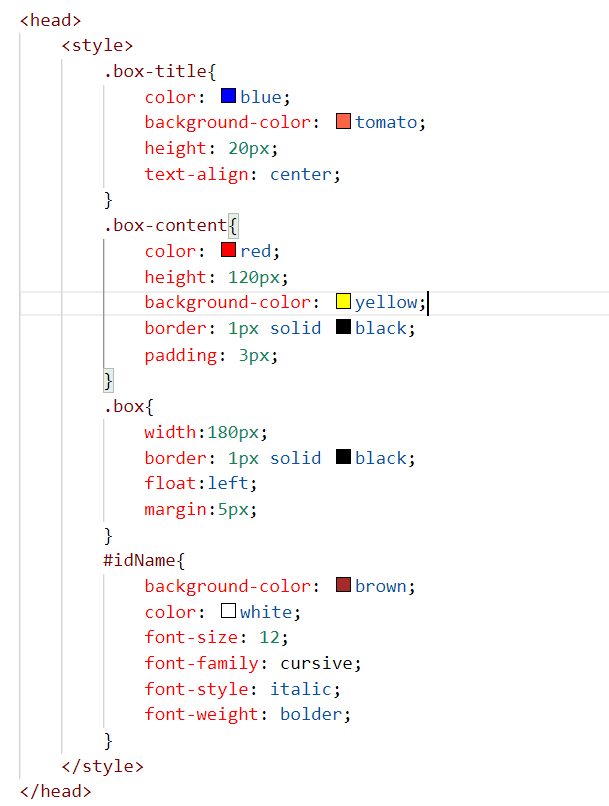 <head>
<style>
.box-title{
color: blue;
background-color: tomato;
height: 20px;
text-align: center;
}
.box-content{
color: red;
height: 120px;
background-color: yellow;
border: 1px solid black;
padding: 3px;
}
.box{
width:180px;
border: 1px solid black;
float:left;
margin:5px;
}
#idName{
background-color: brown;
color: white;
font-size: 12;
font-family: cursive;
font-style: italic;
font-weight: bolder;
}
</style>
</head>